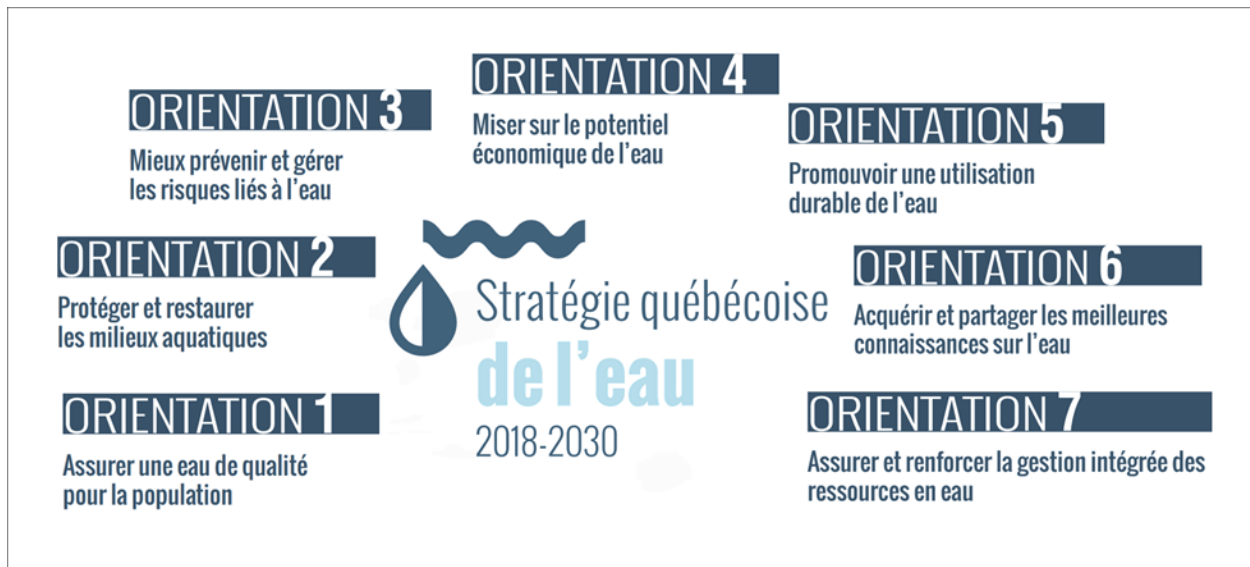 ORIENTATION 1
Assurer une eau de qualité
pour la population
ORIENTATION 2
Protéger et restaurer
les milieux aquatiques
ORIENTATION 3
Mieux prévenir et gérer
les risques liés à l'eau
ORIENTATION 4
Miser sur le potentiel
économique de l'eau
ORIENTATION 5
Promouvoir une utilisation
durable de l'eau
ORIENTATION 6
Acquérir et partager les meilleures
connaissances sur l'eau
ORIENTATION 7
Assurer et renforcer la gestion intégrée des
ressources en eau
Stratégie québécoise
de l'eau
2018-2030